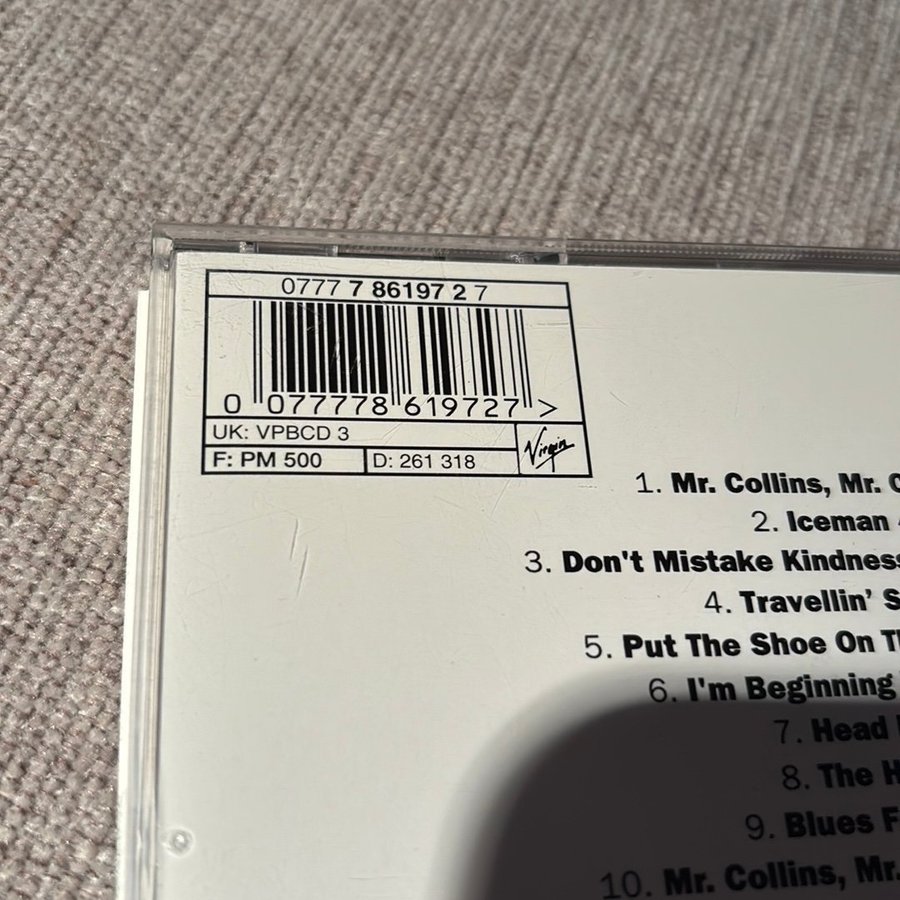 0777 7 86197 2 7
0 077778 619727 >
UK: VPBCD 3
F: PM 500
D: 261 318
Virgin
1. Mr. Collins, Mr.
2. Iceman
3. Don't Mistake Kindness
4. Travellin'
5. Put The Shoe On
6. I'm Beginning
7. Head
8. The
9. Blues
10. Mr. Collins, Mr.